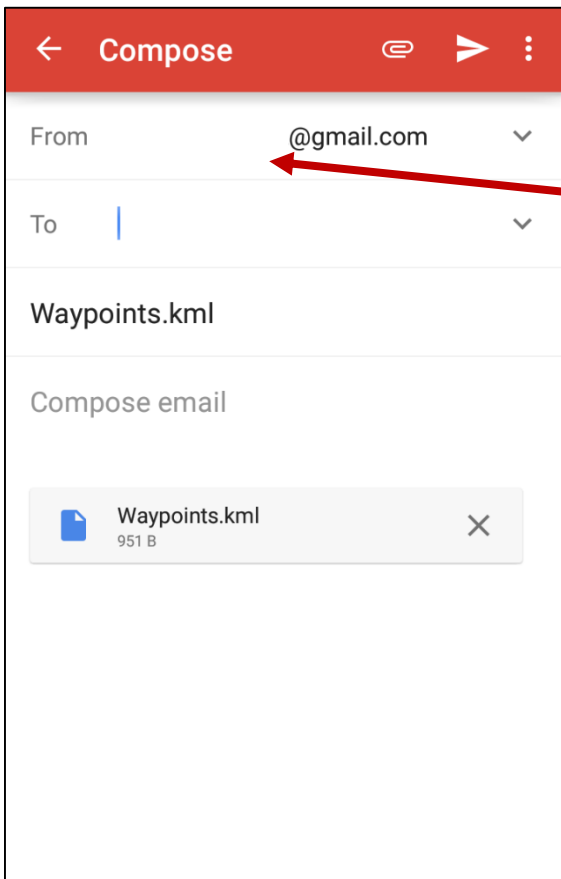 Compose
From @gmail.com
To
Waypoints.kml
Compose email
Waypoints.kml
951 B